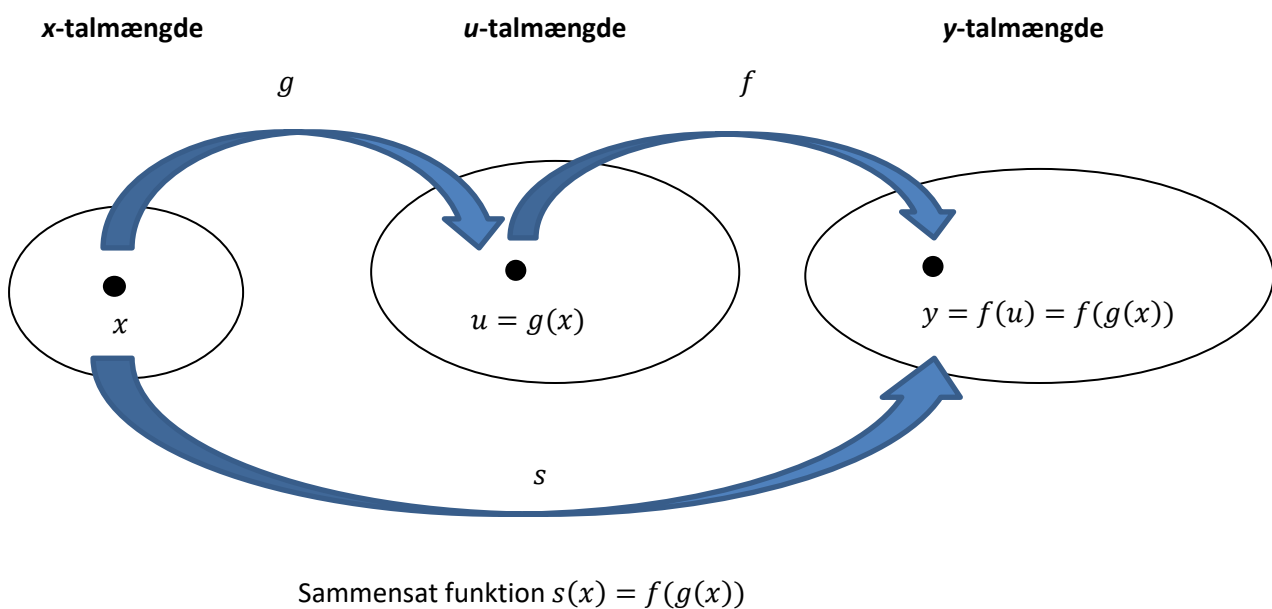 x-talmængde u-talmængde y-talmængde
g f
x u = g(x) y = f(u) = f(g(x))
s
Sammensat funktion s(x) = f(g(x))